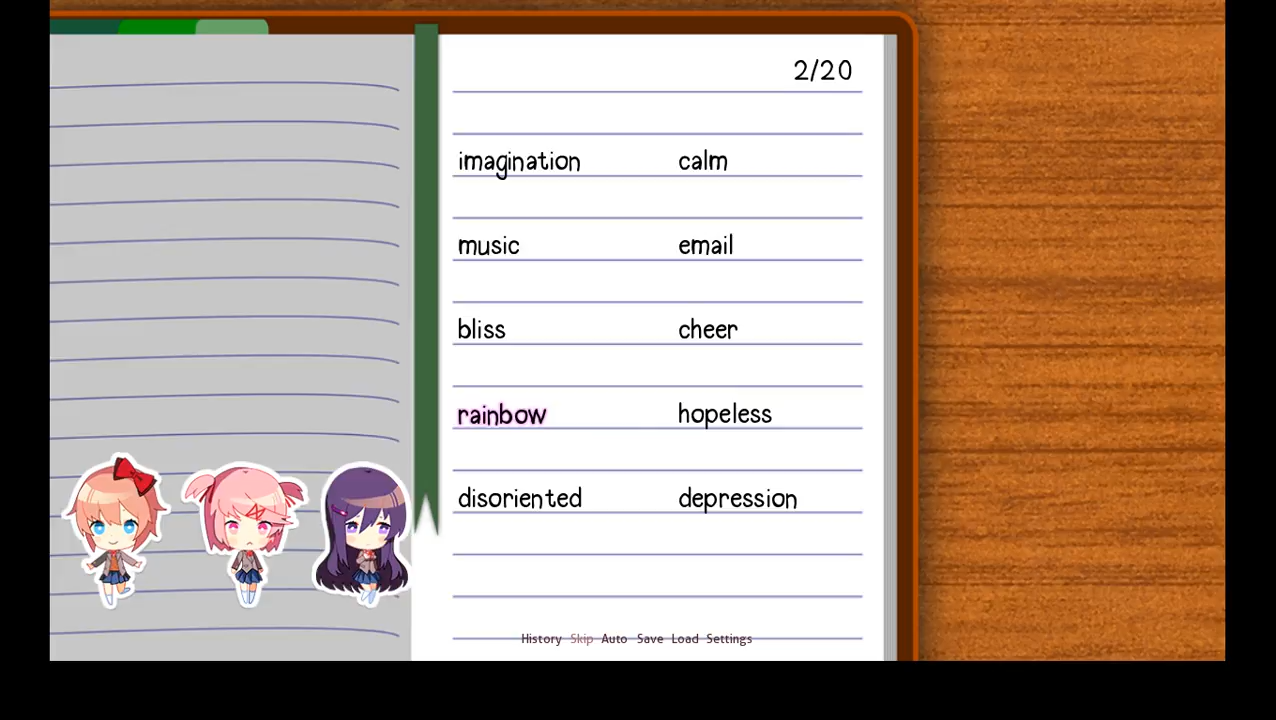 2/20
imagination calm
music email
bliss cheer
rainbow hopeless
disoriented depression
History Skip Auto Save Load Settings